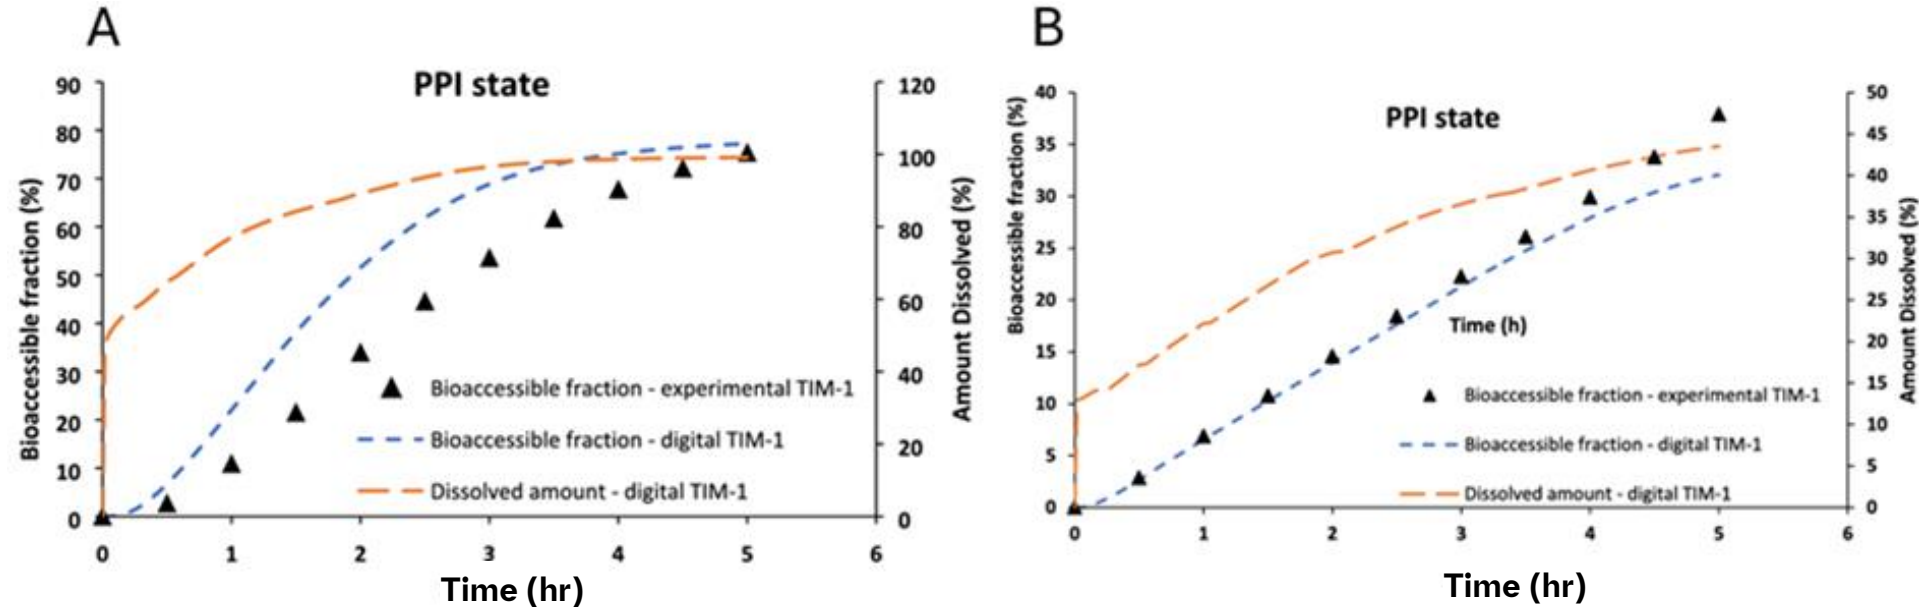 A
PPI state
Bioaccessible fraction (%)
90
80
70
60
50
40
30
20
10
0
120
100
80
60
40
20
0
Amount Dissolved (%)
Bioaccessible fraction - experimental TIM-1
Bioaccessible fraction - digital TIM-1
Dissolved amount - digital TIM-1
0 1 2 3 4 5 6
Time (hr)
B
PPI state
Bioaccessible fraction (%)
40
35
30
25
20
15
10
5
0
50
45
40
35
30
25
20
15
10
5
0
Amount Dissolved (%)
Time (h)
Bioaccessible fraction - experimental TIM-1
Bioaccessible fraction - digital TIM-1
Dissolved amount - digital TIM-1
0 1 2 3 4 5 6
Time (hr)